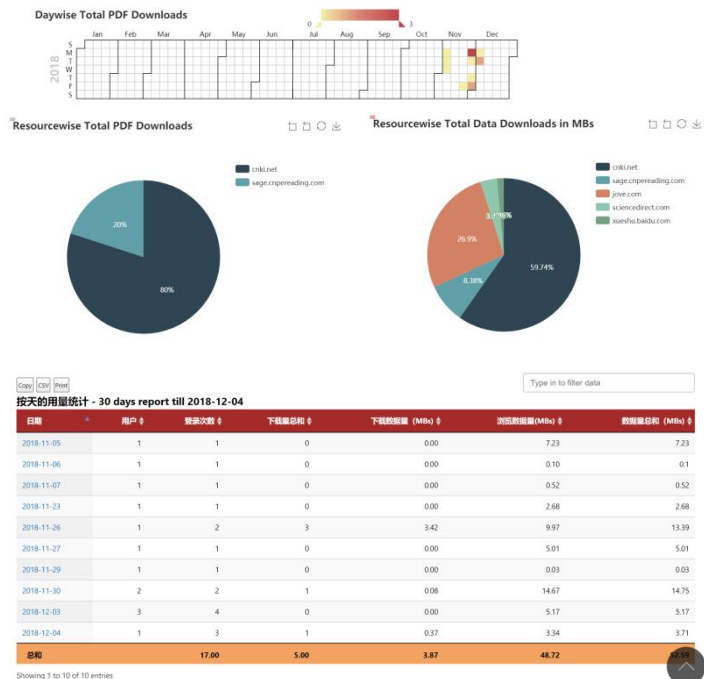 Daywise Total PDF Downloads
0 3
Jan Feb Mar Apr May Jun Jul Aug Sep Oct Nov Dec
2018
S
M
T
W
T
F
S
Resourcewise Total PDF Downloads
cnki.net
sage.cnpereading.com
20%
80%
Resourcewise Total Data Downloads in MBs
cnki.net
sage.cnpereading.com
jove.com
sciencedirect.com
xueshu.baidu.com
26.9%
59.74%
8.38%
Copy CSV Print
Type in to filter data
按天的用量统计 - 30 days report till 2018-12-04
日期 用户 登录次数 下载量总和 下载数据量 (MBs) 浏览数据量(MBs) 数据量总和 (MBs)
2018-11-05 1 1 0 0.00 7.23 7.23
2018-11-06 1 1 0 0.00 0.10 0.1
2018-11-07 1 1 0 0.00 0.52 0.52
2018-11-23 1 1 0 0.00 2.68 2.68
2018-11-26 1 2 3 3.42 9.97 13.39
2018-11-27 1 1 0 0.00 5.01 5.01
2018-11-29 1 1 0 0.00 0.03 0.03
2018-11-30 2 2 1 0.08 14.67 14.75
2018-12-03 3 4 0 0.00 5.17 5.17
2018-12-04 1 3 1 0.37 3.34 3.71
总和 17.00 5.00 3.87 48.72 52.59
Showing 1 to 10 of 10 entries